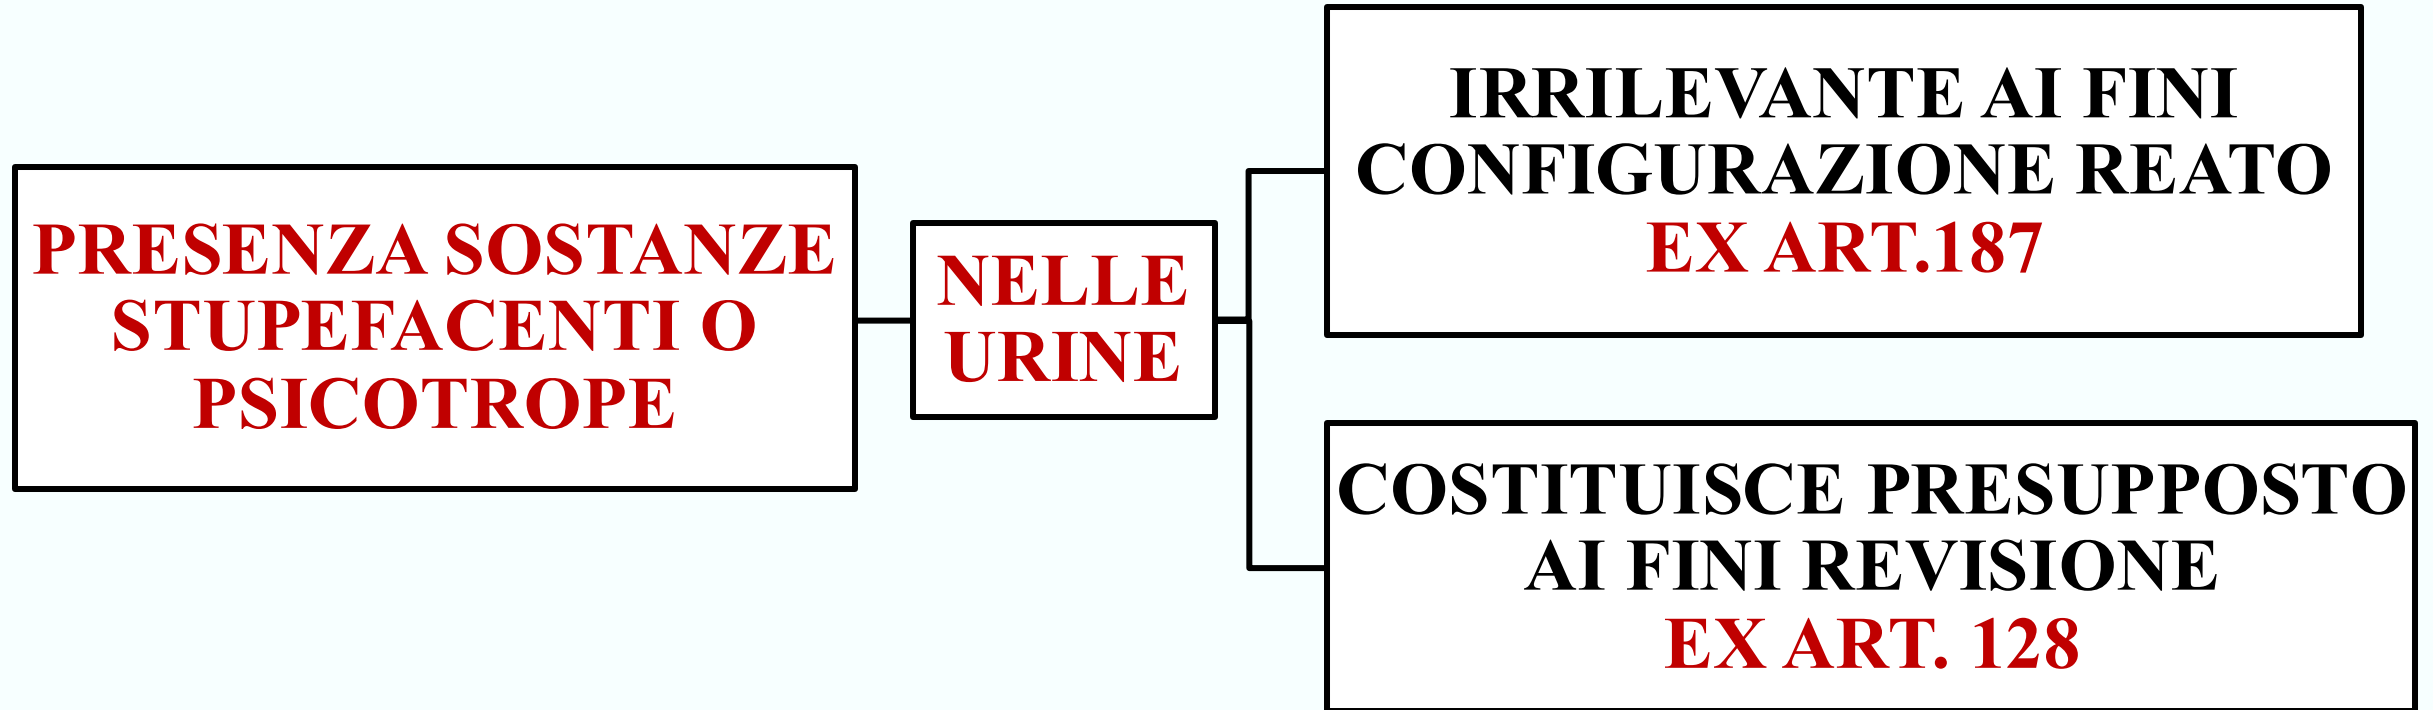 PRESENZA SOSTANZE
STUPEFACENTI O
PSICOTROPE
NELLE
URINE
IRRILEVANTE AI FINI
CONFIGURAZIONE REATO
EX ART.187
COSTITUISCE PRESUPPOSTO
AI FINI REVISIONE
EX ART. 128